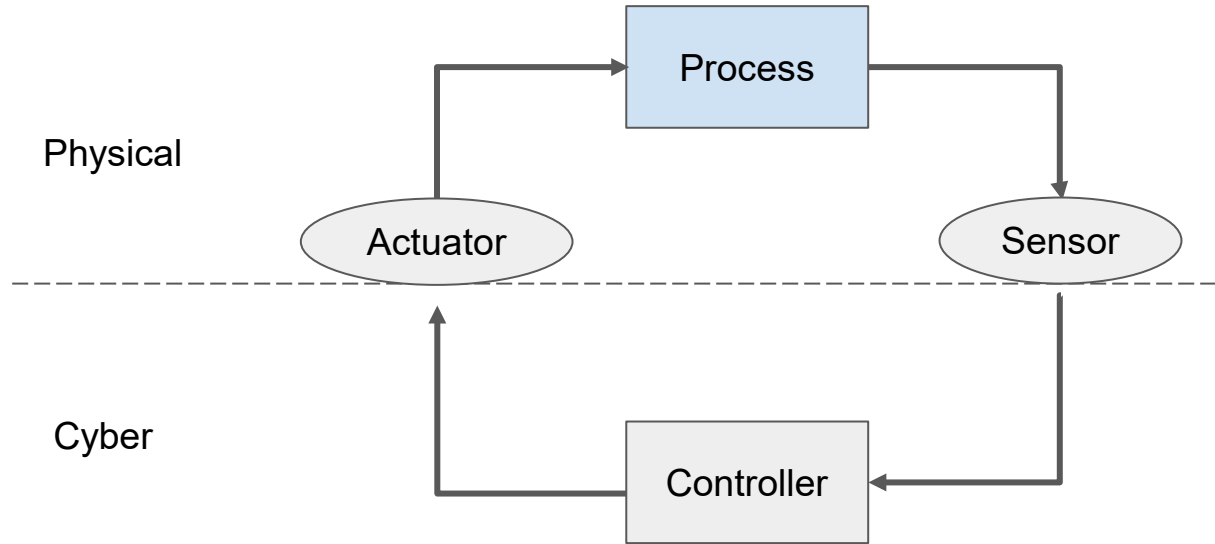 Process
Physical
Actuator
Sensor
Cyber
Controller